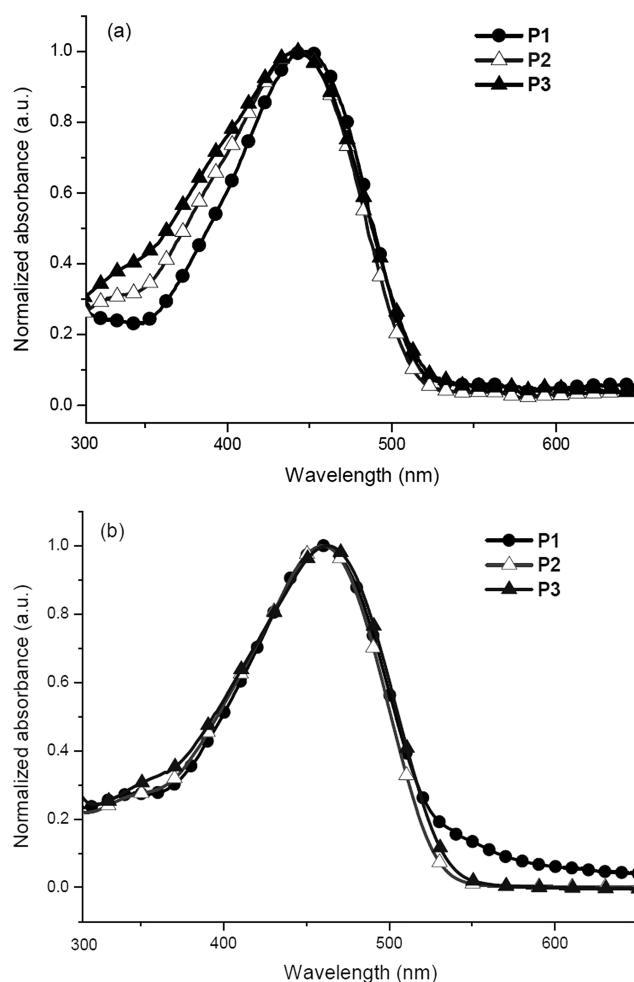 (a)
P1
P2
P3
1.0
0.8
0.6
0.4
0.2
0.0
Normalized absorbance (a.u.)
300 400 500 600
Wavelength (nm)
(b)
P1
P2
P3
1.0
0.8
0.6
0.4
0.2
0.0
Normalized absorbance (a.u.)
300 400 500 600
Wavelength (nm)